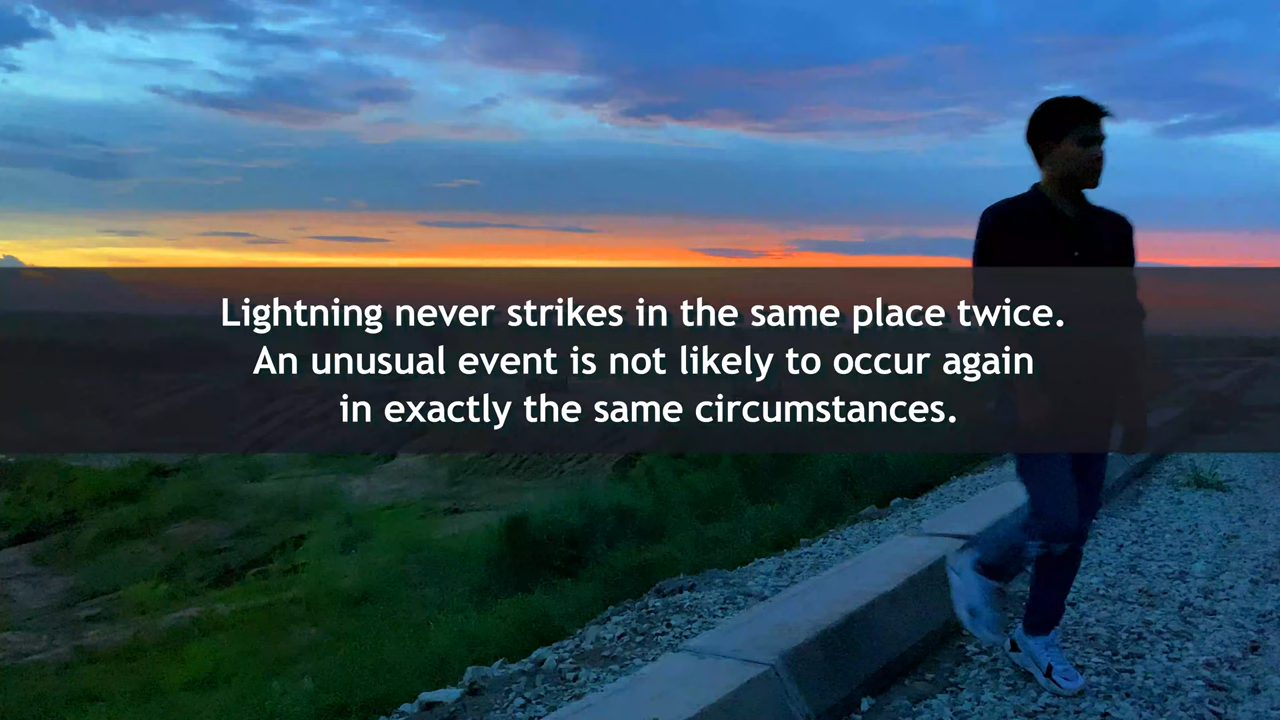 Lightning never strikes in the same place twice.
An unusual event is not likely to occur again
in exactly the same circumstances.